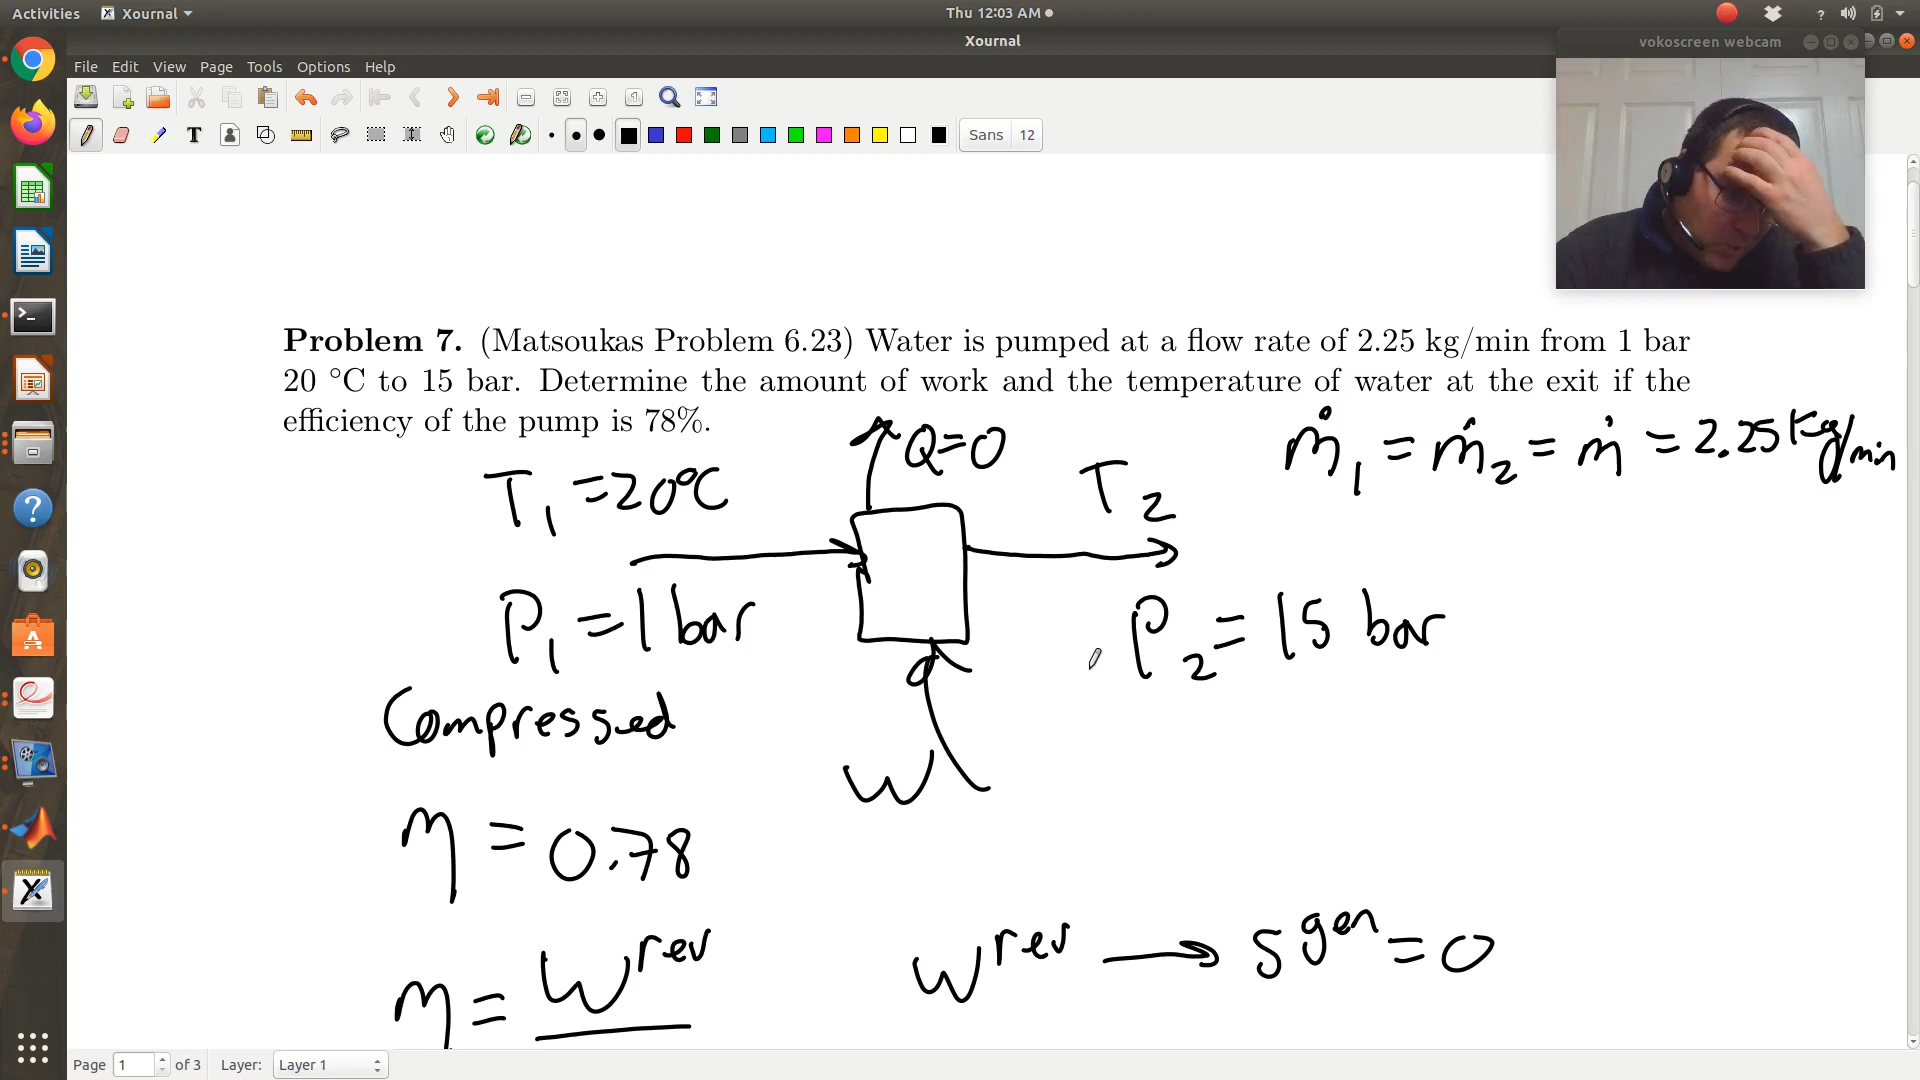 Activities Xournal Thu 12:03 AM
Xournal
vokoscreen webcam
File Edit View Page Tools Options Help
Sans 12
Problem 7. (Matsoukas Problem 6.23) Water is pumped at a flow rate of 2.25 kg/min from 1 bar
20 °C to 15 bar. Determine the amount of work and the temperature of water at the exit if the
efficiency of the pump is 78%.
Q=0
ṁ₁ = ṁ₂ = ṁ = 2.25 kg/min
T₁ = 20°C
T₂
P₁ = 1 bar
P₂ = 15 bar
Compressed
W
η = 0.78
η = W^rev
W^rev → S^gen = 0
Page 1 of 3 Layer: Layer 1